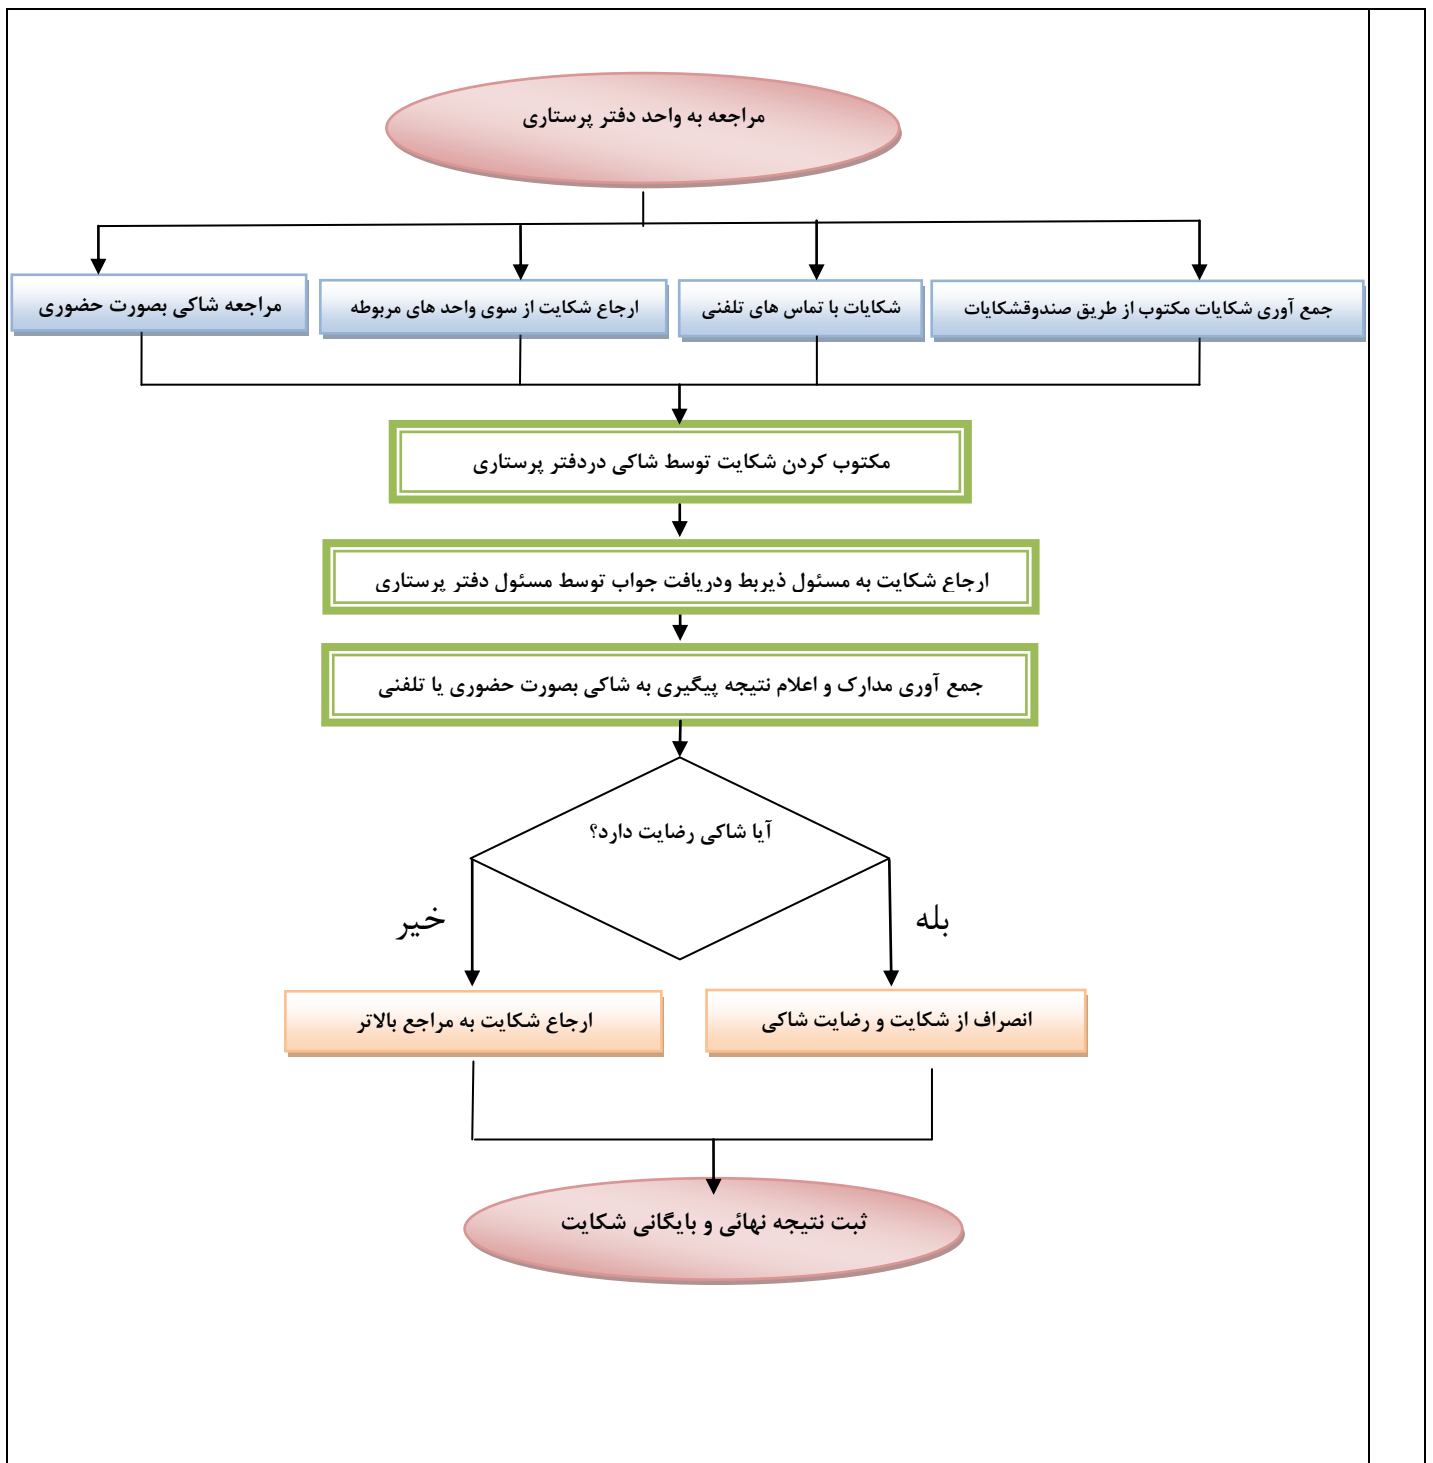 مراجعه به واحد دفتر پرستاری
جمع آوری شکایات مکتوب از طریق صندوقشکایات
شکایات با تماس های تلفنی
ارجاع شکایت از سوی واحد های مربوطه
مراجعه شاکی بصورت حضوری
مکتوب کردن شکایت توسط شاکی دردفتر پرستاری
ارجاع شکایت به مسئول ذیربط ودریافت جواب توسط مسئول دفتر پرستاری
جمع آوری مدارک و اعلام نتیجه پیگیری به شاکی بصورت حضوری یا تلفنی
آیا شاکی رضایت دارد؟
بله
خیر
انصراف از شکایت و رضایت شاکی
ارجاع شکایت به مراجع بالاتر
ثبت نتیجه نهائی و بایگانی شکایت